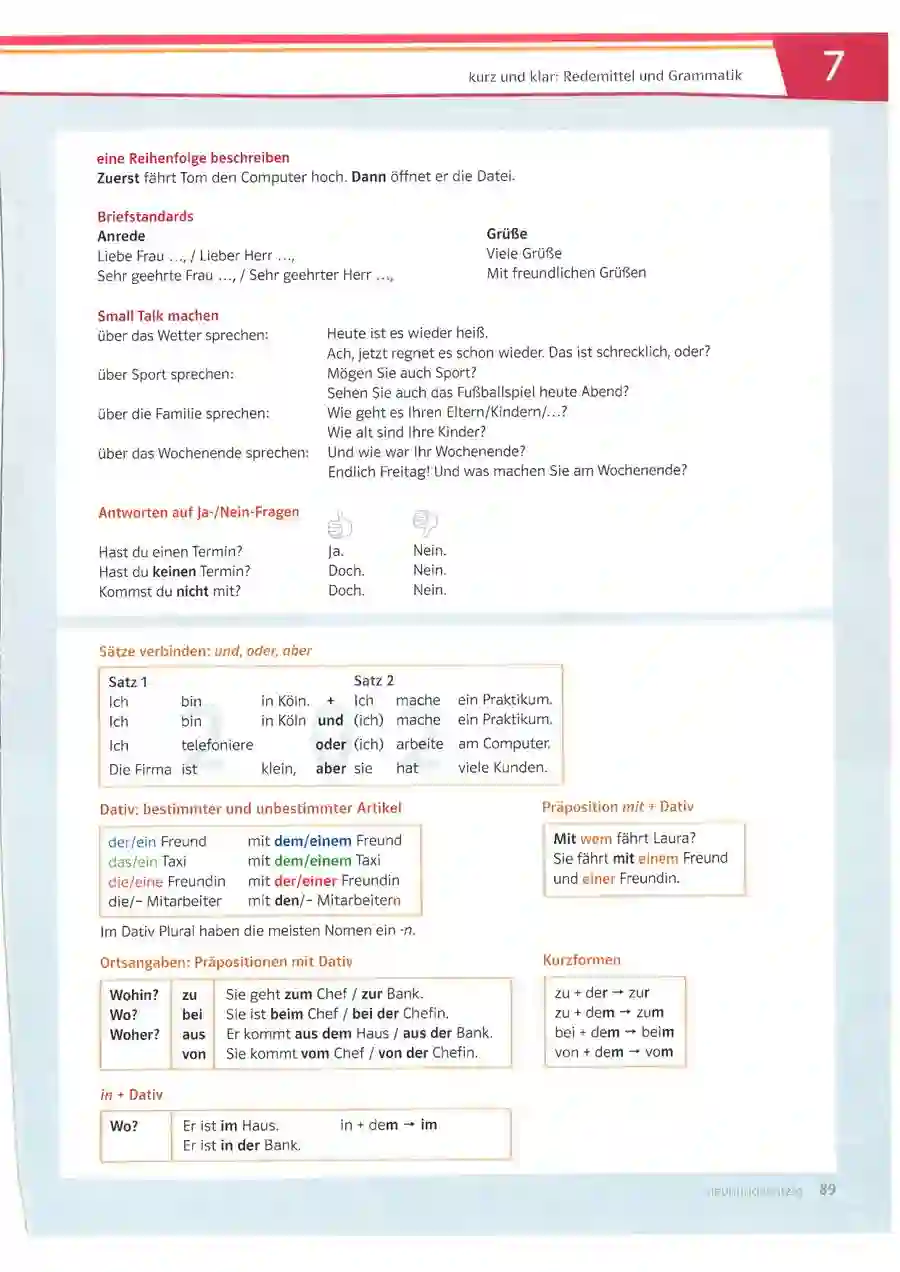 kurz und klar: Redemittel und Grammatik
7
eine Reihenfolge beschreiben
Zuerst fährt Tom den Computer hoch. Dann öffnet er die Datei.
Briefstandards
Anrede Grüße
Liebe Frau …, / Lieber Herr …, Viele Grüße
Sehr geehrte Frau …, / Sehr geehrter Herr …, Mit freundlichen Grüßen
Small Talk machen
über das Wetter sprechen: Heute ist es wieder heiß.
Ach, jetzt regnet es schon wieder. Das ist schrecklich, oder?
über Sport sprechen: Mögen Sie auch Sport?
Sehen Sie auch das Fußballspiel heute Abend?
über die Familie sprechen: Wie geht es Ihren Eltern/Kindern/…?
Wie alt sind Ihre Kinder?
über das Wochenende sprechen: Und wie war Ihr Wochenende?
Endlich Freitag! Und was machen Sie am Wochenende?
Antworten auf Ja-/Nein-Fragen
Hast du einen Termin? Ja. Nein.
Hast du keinen Termin? Doch. Nein.
Kommst du nicht mit? Doch. Nein.
Sätze verbinden: und, oder, aber
Satz 1 Satz 2
Ich bin in Köln. + Ich mache ein Praktikum.
Ich bin in Köln und (ich) mache ein Praktikum.
Ich telefoniere oder (ich) arbeite am Computer.
Die Firma ist klein, aber sie hat viele Kunden.
Dativ: bestimmter und unbestimmter Artikel
der/ein Freund mit dem/einem Freund
das/ein Taxi mit dem/einem Taxi
die/eine Freundin mit der/einer Freundin
die/– Mitarbeiter mit den/– Mitarbeitern
Im Dativ Plural haben die meisten Nomen ein -n.
Präposition mit + Dativ
Mit wem fährt Laura?
Sie fährt mit einem Freund
und einer Freundin.
Ortsangaben: Präpositionen mit Dativ
Wohin? zu Sie geht zum Chef / zur Bank.
Wo? bei Sie ist beim Chef / bei der Chefin.
Woher? aus Er kommt aus dem Haus / aus der Bank.
von Sie kommt vom Chef / von der Chefin.
Kurzformen
zu + der → zur
zu + dem → zum
bei + dem → beim
von + dem → vom
in + Dativ
Wo? Er ist im Haus. in + dem → im
Er ist in der Bank.
89